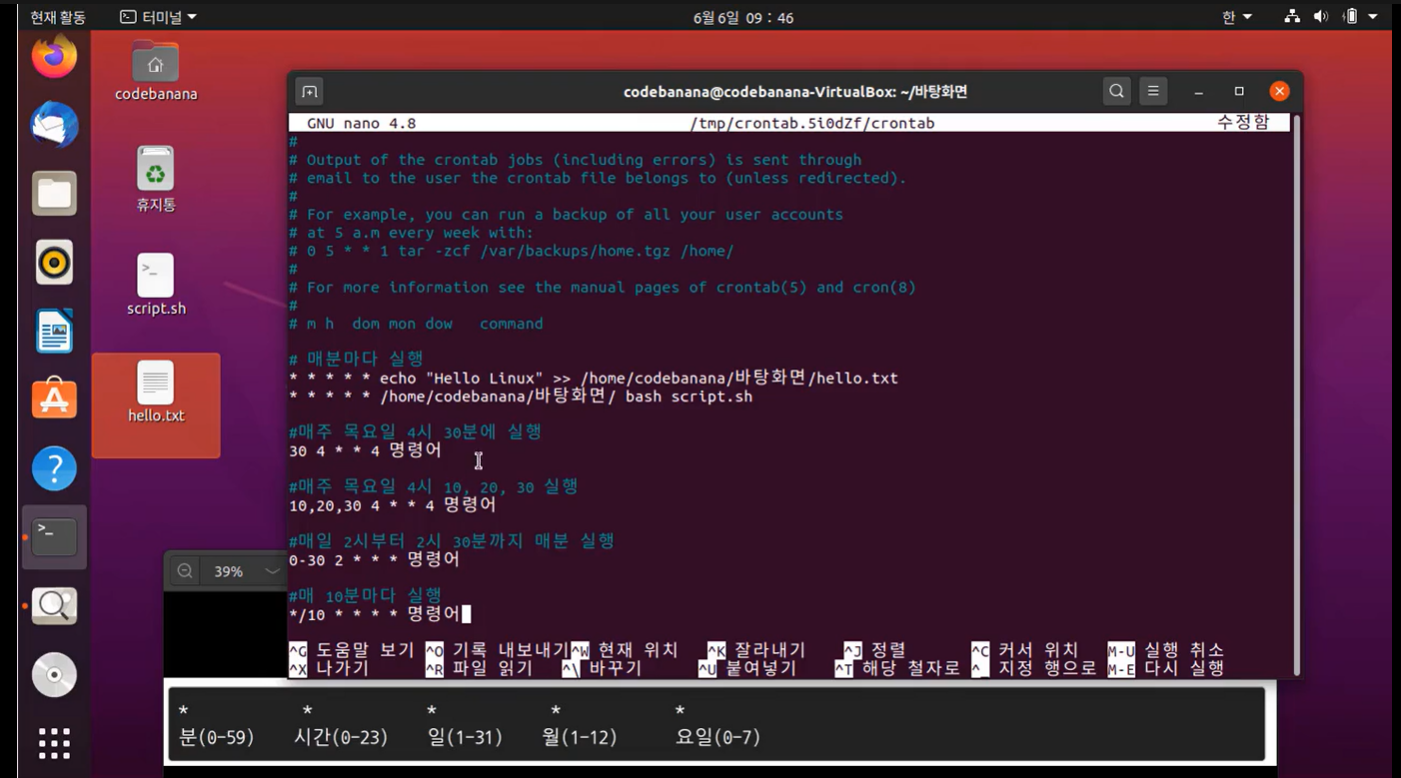 현재 활동 터미널 6월 6일 09 : 46 한
codebanana
휴지통
script.sh
hello.txt
codebanana@codebanana-VirtualBox: ~/바탕화면
GNU nano 4.8 /tmp/crontab.5i0dZf/crontab 수정함
#
# Output of the crontab jobs (including errors) is sent through
# email to the user the crontab file belongs to (unless redirected).
#
# For example, you can run a backup of all your user accounts
# at 5 a.m every week with:
# 0 5 * * 1 tar -zcf /var/backups/home.tgz /home/
#
# For more information see the manual pages of crontab(5) and cron(8)
#
# m h  dom mon dow   command
# 매분마다 실행
* * * * * echo "Hello Linux" >> /home/codebanana/바탕화면/hello.txt
* * * * * /home/codebanana/바탕화면/ bash script.sh
#매주 목요일 4시 30분에 실행
30 4 * * 4 명령어
#매주 목요일 4시 10, 20, 30 실행
10,20,30 4 * * 4 명령어
#매일 2시부터 2시 30분까지 매분 실행
0-30 2 * * * 명령어
#매 10분마다 실행
*/10 * * * * 명령어
^G 도움말 보기 ^O 기록 내보내기 ^W 현재 위치 ^K 잘라내기 ^J 정렬 ^C 커서 위치 M-U 실행 취소
^X 나가기 ^R 파일 읽기 ^\ 바꾸기 ^U 붙여넣기 ^T 해당 철자로 ^_ 지정 행으로 M-E 다시 실행
39%
* * * * *
분(0-59) 시간(0-23) 일(1-31) 월(1-12) 요일(0-7)